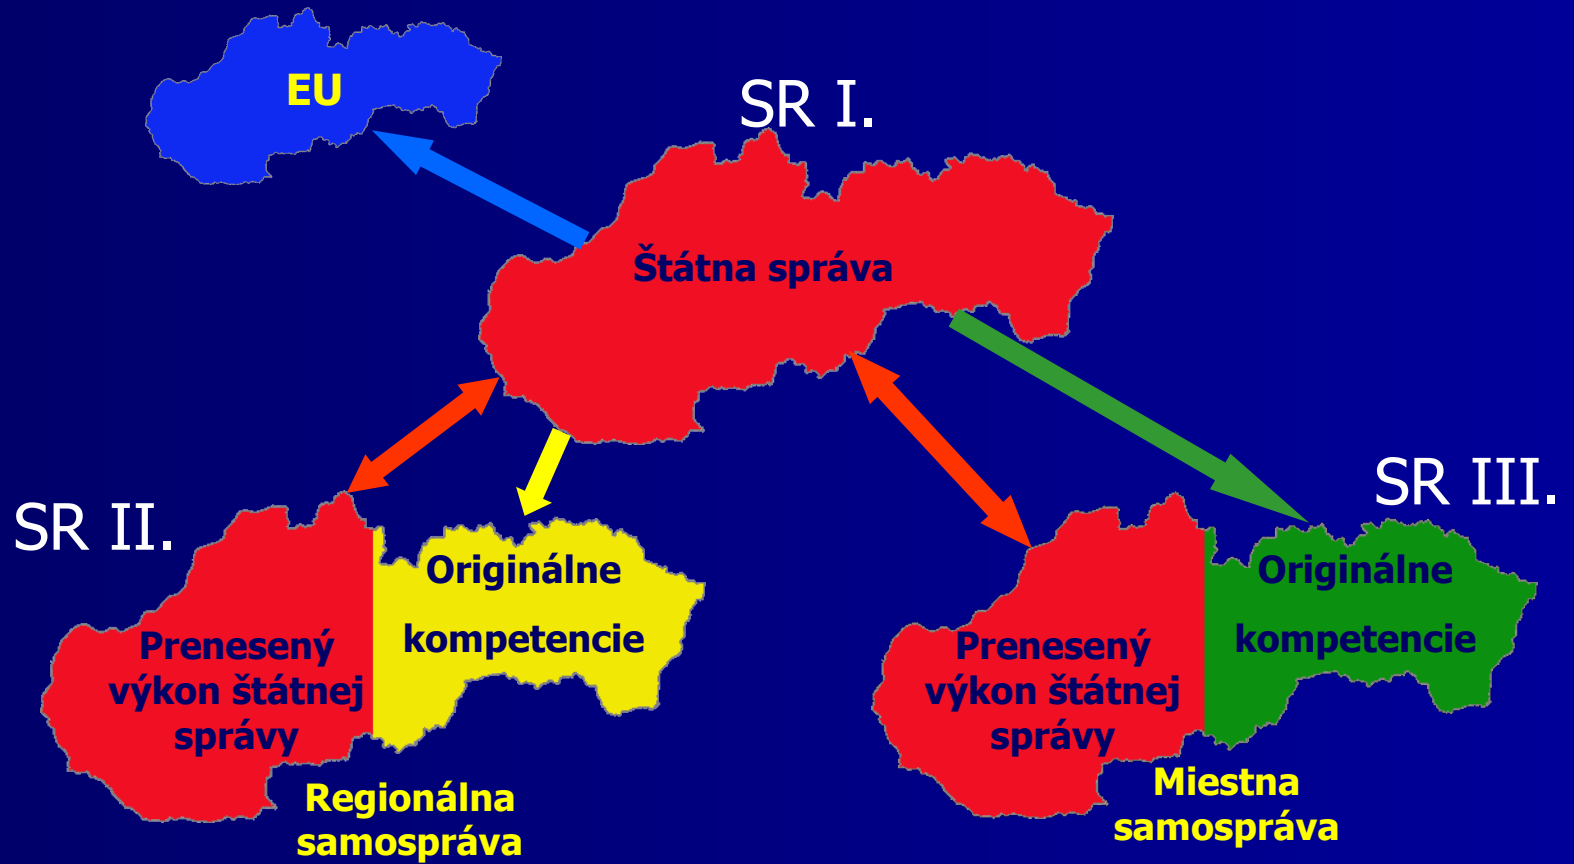 EU
SR I.
Štátna správa
SR II.
Originálne
kompetencie
Prenesený
výkon štátnej
správy
Regionálna
samospráva
SR III.
Originálne
kompetencie
Prenesený
výkon štátnej
správy
Miestna
samospráva